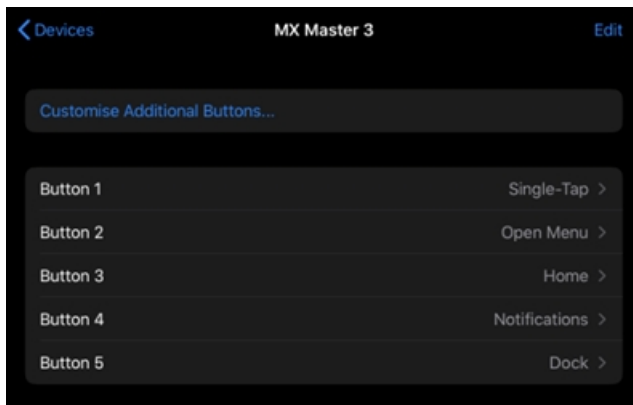 Devices MX Master 3 Edit
Customise Additional Buttons...
Button 1 Single-Tap
Button 2 Open Menu
Button 3 Home
Button 4 Notifications
Button 5 Dock